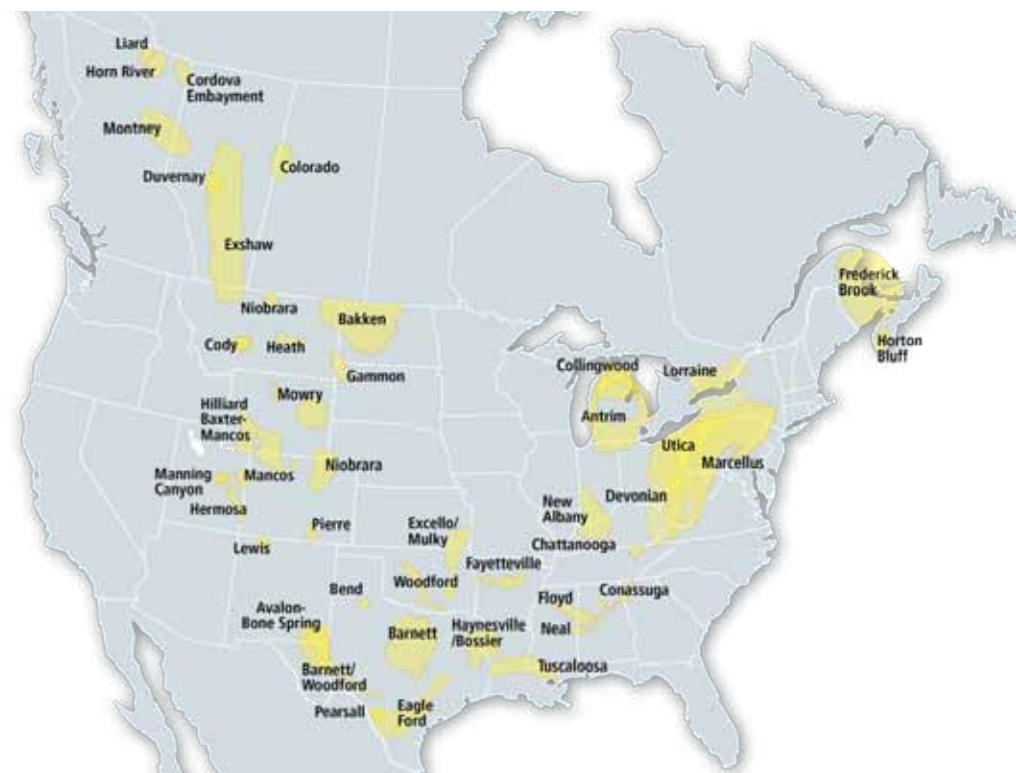 Liard
Horn River
Cordova
Embayment
Montney
Duvernay
Colorado
Exshaw
Frederick
Brook
Niobrara
Bakken
Cody
Heath
Horton
Bluff
Gammon
Collingwood
Lorraine
Mowry
Hilliard
Baxter-
Mancos
Antrim
Utica
Marcellus
Niobrara
Manning
Canyon
Mancos
Hermosa
Devonian
New
Albany
Pierre
Excello/
Mulky
Lewis
Chattanooga
Fayetteville
Woodford
Bend
Conassuga
Floyd
Avalon-
Bone Spring
Barnett
Haynesville
/Bossier
Neal
Tuscaloosa
Barnett/
Woodford
Pearsall
Eagle
Ford